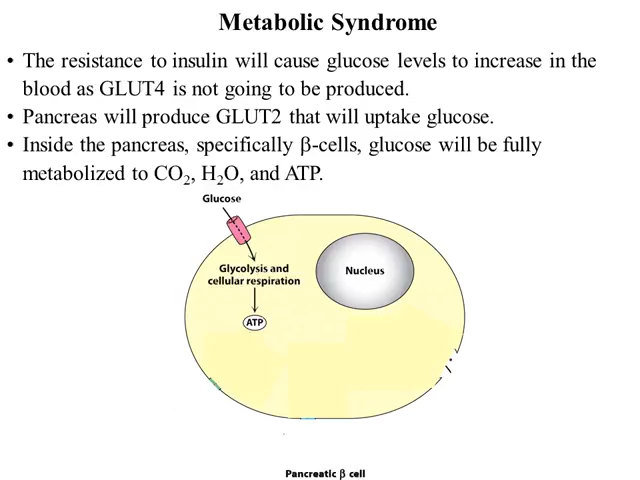 Metabolic Syndrome
• The resistance to insulin will cause glucose levels to increase in the
blood as GLUT4 is not going to be produced.
• Pancreas will produce GLUT2 that will uptake glucose.
• Inside the pancreas, specifically β-cells, glucose will be fully
metabolized to CO₂, H₂O, and ATP.
Glucose
Glycolysis and
cellular respiration
Nucleus
ATP
Pancreatic β cell